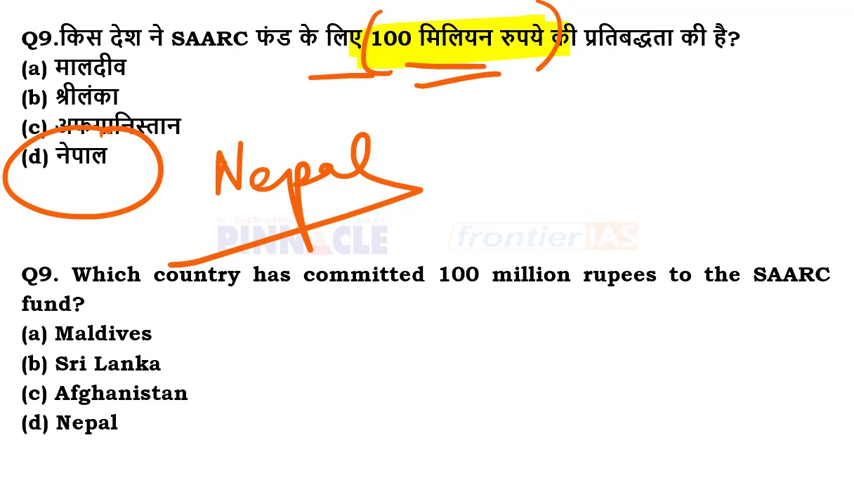 Q9.किस देश ने SAARC फंड के लिए 100 मिलियन रुपये की प्रतिबद्धता की है?
(a) मालदीव
(b) श्रीलंका
(c) अफगानिस्तान
(d) नेपाल
Nepal
PINNACLE frontier IAS
Q9. Which country has committed 100 million rupees to the SAARC
fund?
(a) Maldives
(b) Sri Lanka
(c) Afghanistan
(d) Nepal